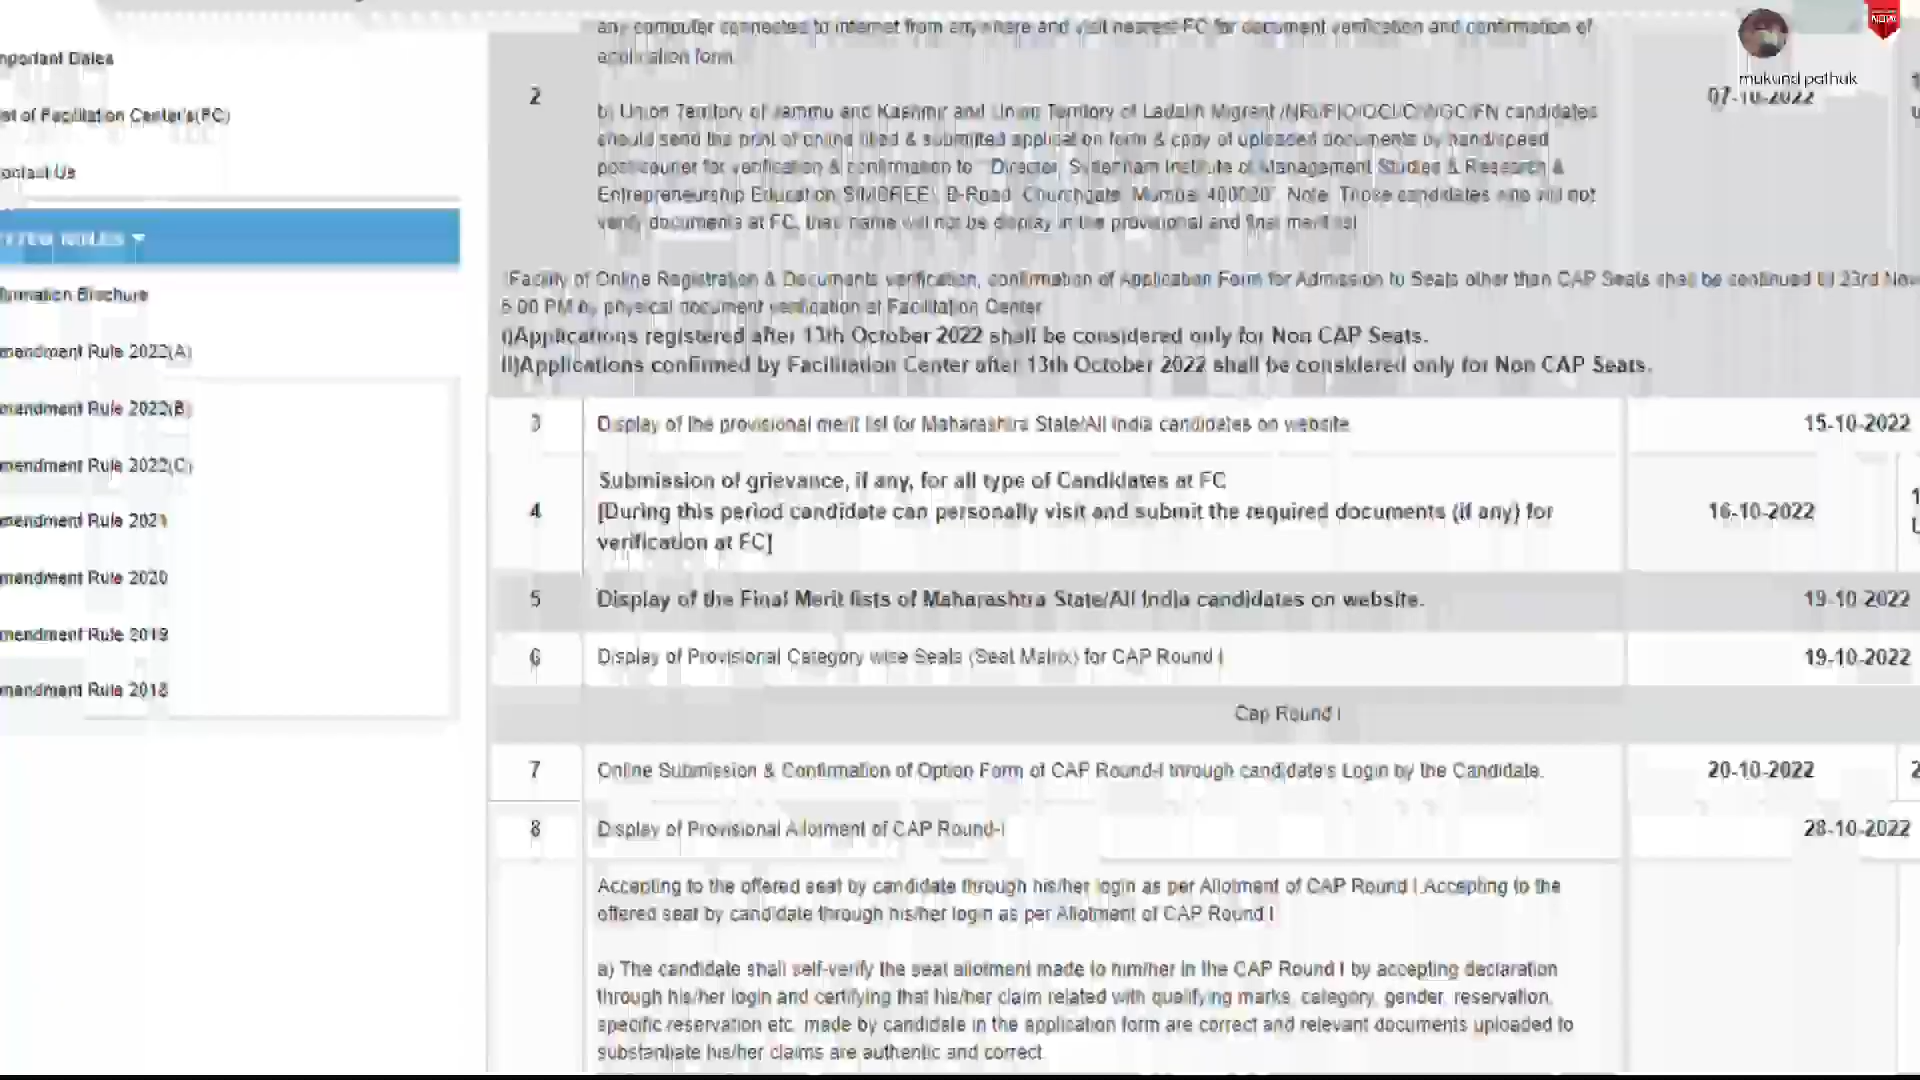 any computer connected to internet from any where and visit nearest FC for document verification and confirmation of
application form.
2
07-10-2022
b) Union Territory of Jammu and Kashmir and Union Territory of Ladakh Migrant /NRI/PIO/OCI/CIWGC/FN candidates
should send the print of online filled & submitted application form & copy of uploaded documents by hand/speed
post/courier for verification & confirmation to "Director, Sydenham Institute of Management Studies & Research &
Entrepreneurship Education SIMSREE, B-Road, Churchgate, Mumbai 400020" Note: Those candidates who will not
verify documents at FC, their name will not be display in the provisional and final merit list
Facility of Online Registration & Documents verification, confirmation of Application Form for Admission to Seats other than CAP Seats shall be continued till 23rd Nov
5:00 PM by physical document verification at Facilitation Center
i)Applications registered after 13th October 2022 shall be considered only for Non CAP Seats.
ii)Applications confirmed by Facilitation Center after 13th October 2022 shall be considered only for Non CAP Seats.
3 Display of the provisional merit list for Maharashtra State/All India candidates on website 15-10-2022
Submission of grievance, if any, for all type of Candidates at FC
4 [During this period candidate can personally visit and submit the required documents (if any) for 16-10-2022
verification at FC]
5 Display of the Final Merit lists of Maharashtra State/All India candidates on website. 19-10-2022
6 Display of Provisional Category wise Seats (Seat Matrix) for CAP Round I 19-10-2022
Cap Round I
7 Online Submission & Confirmation of Option Form of CAP Round-I through candidate's Login by the Candidate. 20-10-2022
8 Display of Provisional Allotment of CAP Round-I 28-10-2022
Accepting to the offered seat by candidate through his/her login as per Allotment of CAP Round I.Accepting to the
offered seat by candidate through his/her login as per Allotment of CAP Round I
a) The candidate shall self-verify the seat allotment made to him/her in the CAP Round I by accepting declaration
through his/her login and certifying that his/her claim related with qualifying marks, category, gender, reservation,
specific reservation etc. made by candidate in the application form are correct and relevant documents uploaded to
substantiate his/her claims are authentic and correct
mportant Dates
st of Facilitation Center's(FC)
ontact Us
formation Brochure
mendment Rule 2022(A)
mendment Rule 2022(B)
mendment Rule 2022(C)
mendment Rule 2021
mendment Rule 2020
mendment Rule 2019
mendment Rule 2018
mukund pathak
NOW